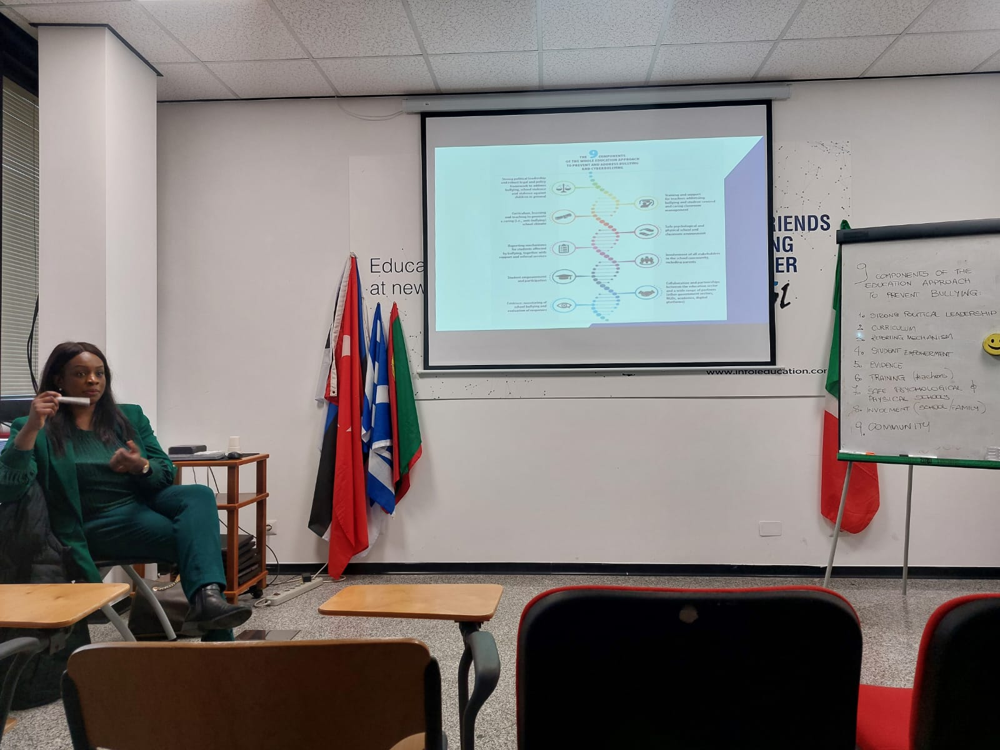 THE 9 COMPONENTS
OF THE WHOLE EDUCATION APPROACH
TO PREVENT AND ADDRESS BULLYING
AND CYBERBULLYING
Strong political leadership
and robust legal and policy
framework to address
bullying, school violence
and violence against
children in general
Training and support
for teachers addressing
bullying and student-centred
and caring classroom
management
Curriculum, learning
and teaching to promote
a caring (i.e., anti-bullying)
school climate
Safe psychological and
physical school and
classroom environment
Reporting mechanisms
for students affected
by bullying, together with
support and referral services
Involvement of all stakeholders
in the school community,
including parents
Student empowerment
and participation
Collaboration and partnerships
between the education sector
and a wide range of partners
(other government sectors,
NGOs, academia, digital
platforms)
Evidence: monitoring of
school bullying and
evaluation of responses
Educa
at new
RIENDS
NG
ER
www.infoleducation.com
9 COMPONENTS OF THE
EDUCATION APPROACH
TO PREVENT BULLYING:
1. STRONG POLITICAL LEADERSHIP
2. CURRICULUM
3. REPORTING MECHANISM
4. STUDENT EMPOWERMENT
5. EVIDENCE
6. TRAINING (teachers)
7. SAFE PSYCHOLOGICAL &
PHYSICAL SCHOOLS
8. INVOLMENT (SCHOOL/FAMILY)
9. COMMUNITY